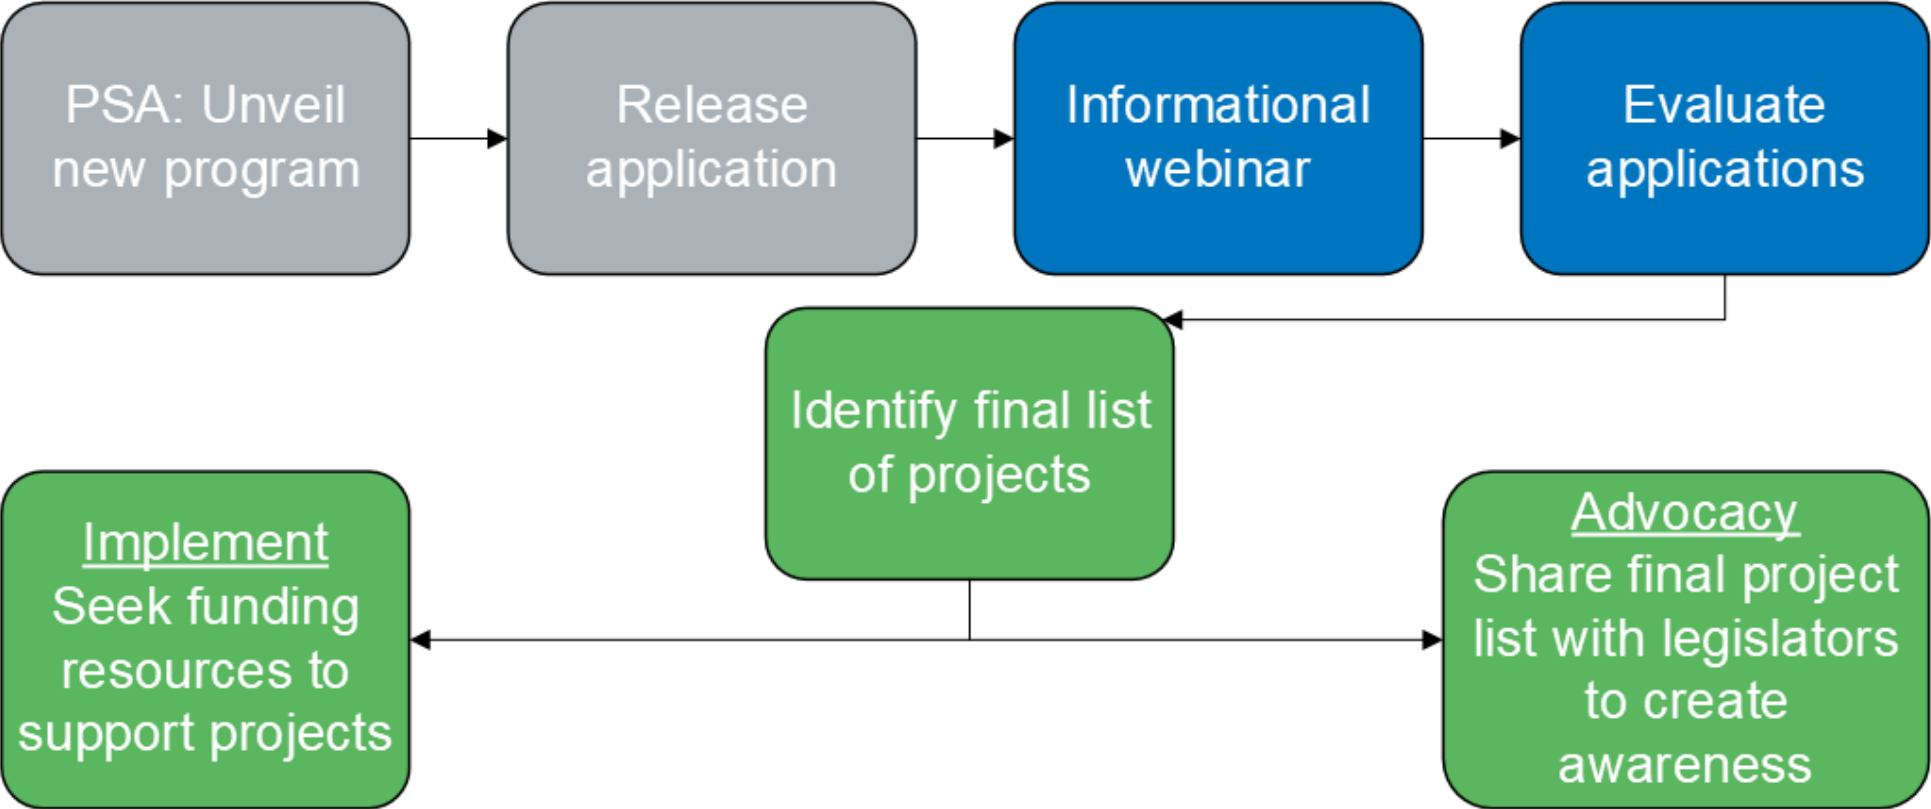 PSA: Unveil
new program
Release
application
Informational
webinar
Evaluate
applications
Identify final list
of projects
Implement
Seek funding
resources to
support projects
Advocacy
Share final project
list with legislators
to create
awareness